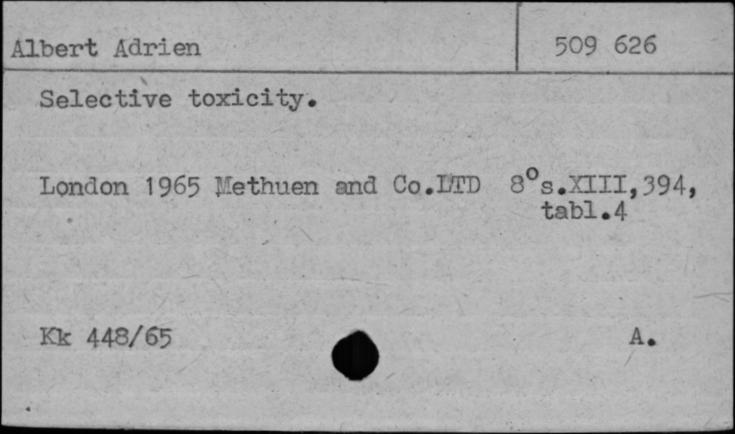 Albert Adrien 509 626
Selective toxicity.
London 1965 Methuen and Co.LTD 8°s.XIII,394,
tabl.4
Kk 448/65 A.